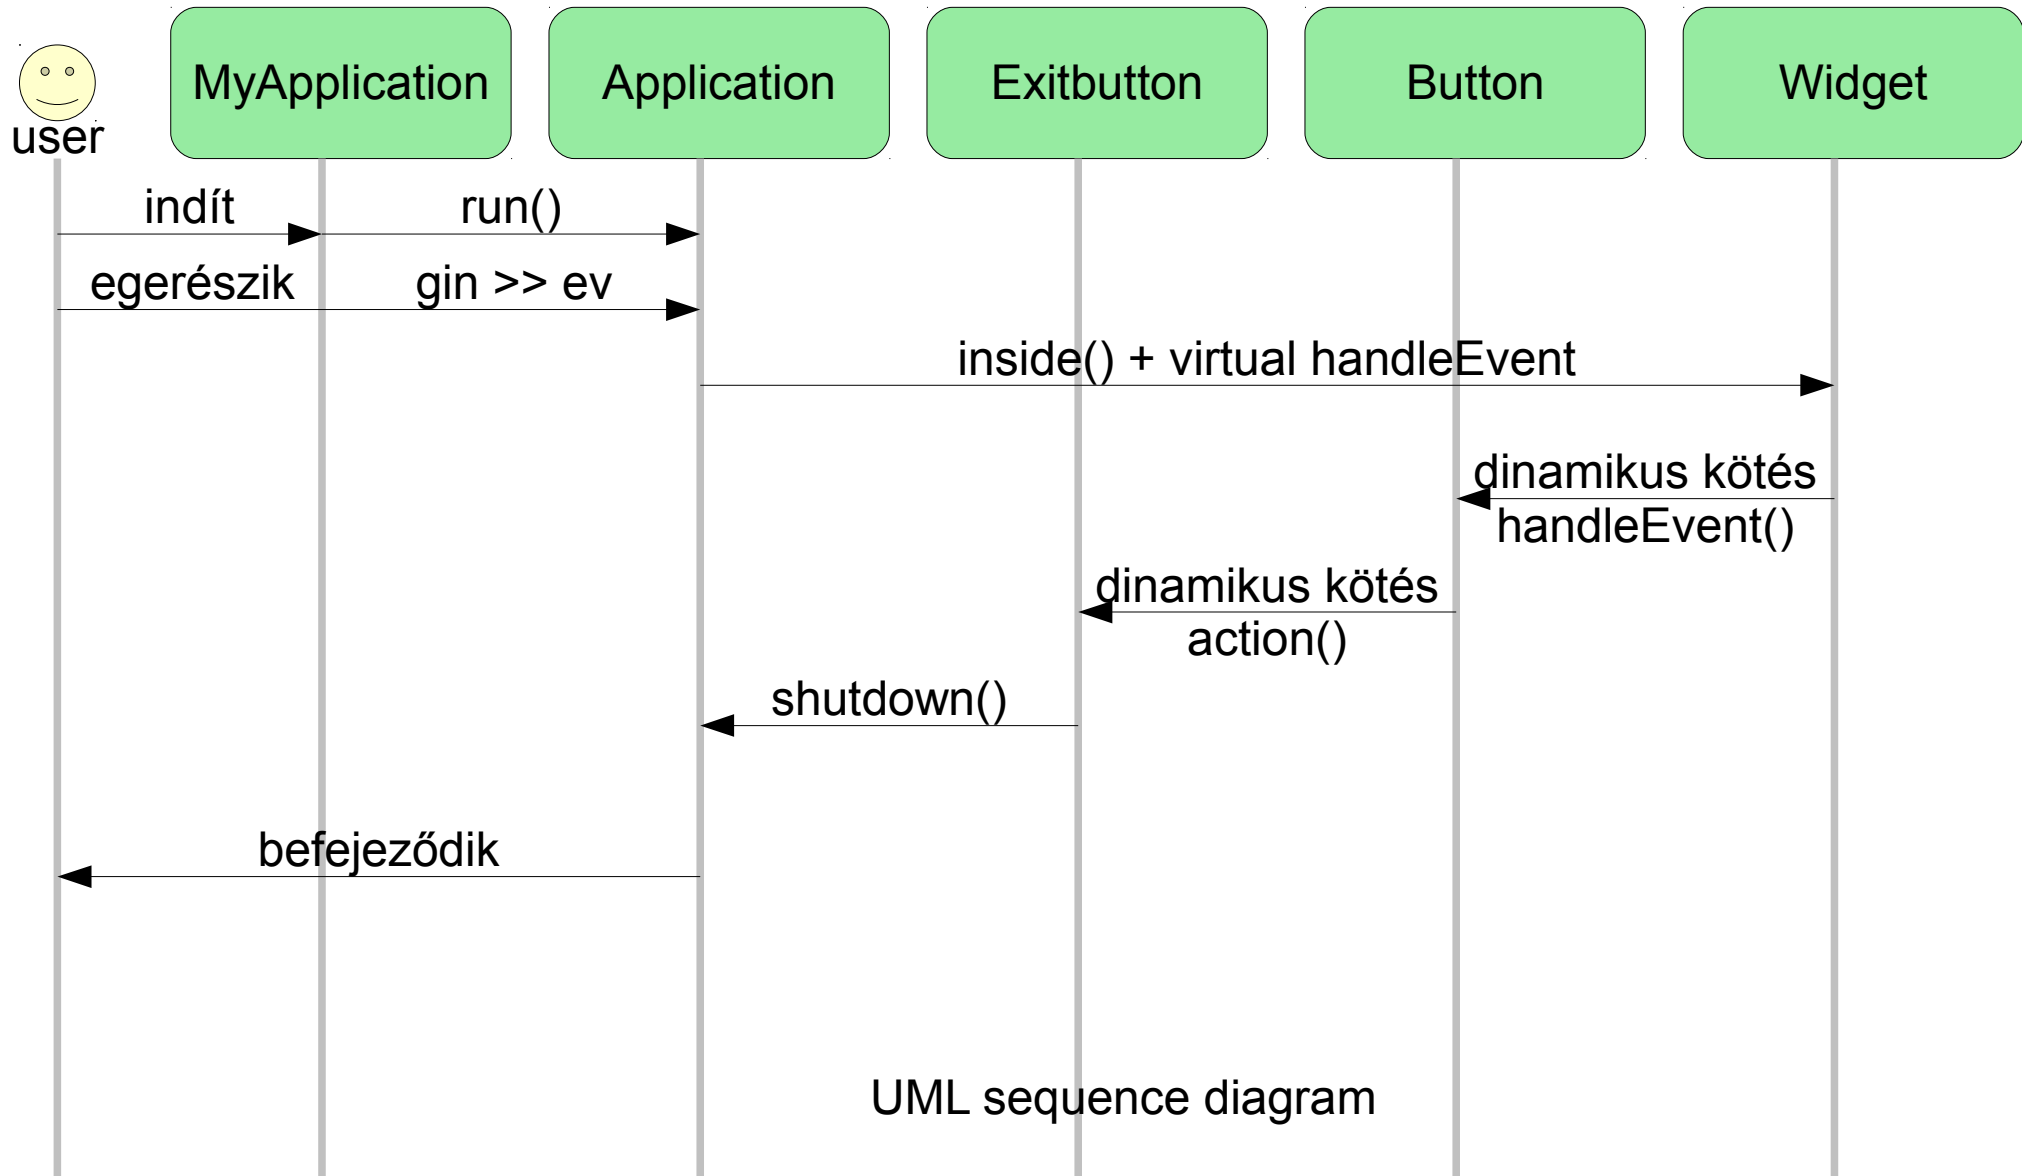 MyApplication
Application
Exitbutton
Button
Widget
user
indít
run()
egerészik
gin >> ev
inside() + virtual handleEvent
dinamikus kötés
handleEvent()
dinamikus kötés
action()
shutdown()
befejeződik
UML sequence diagram